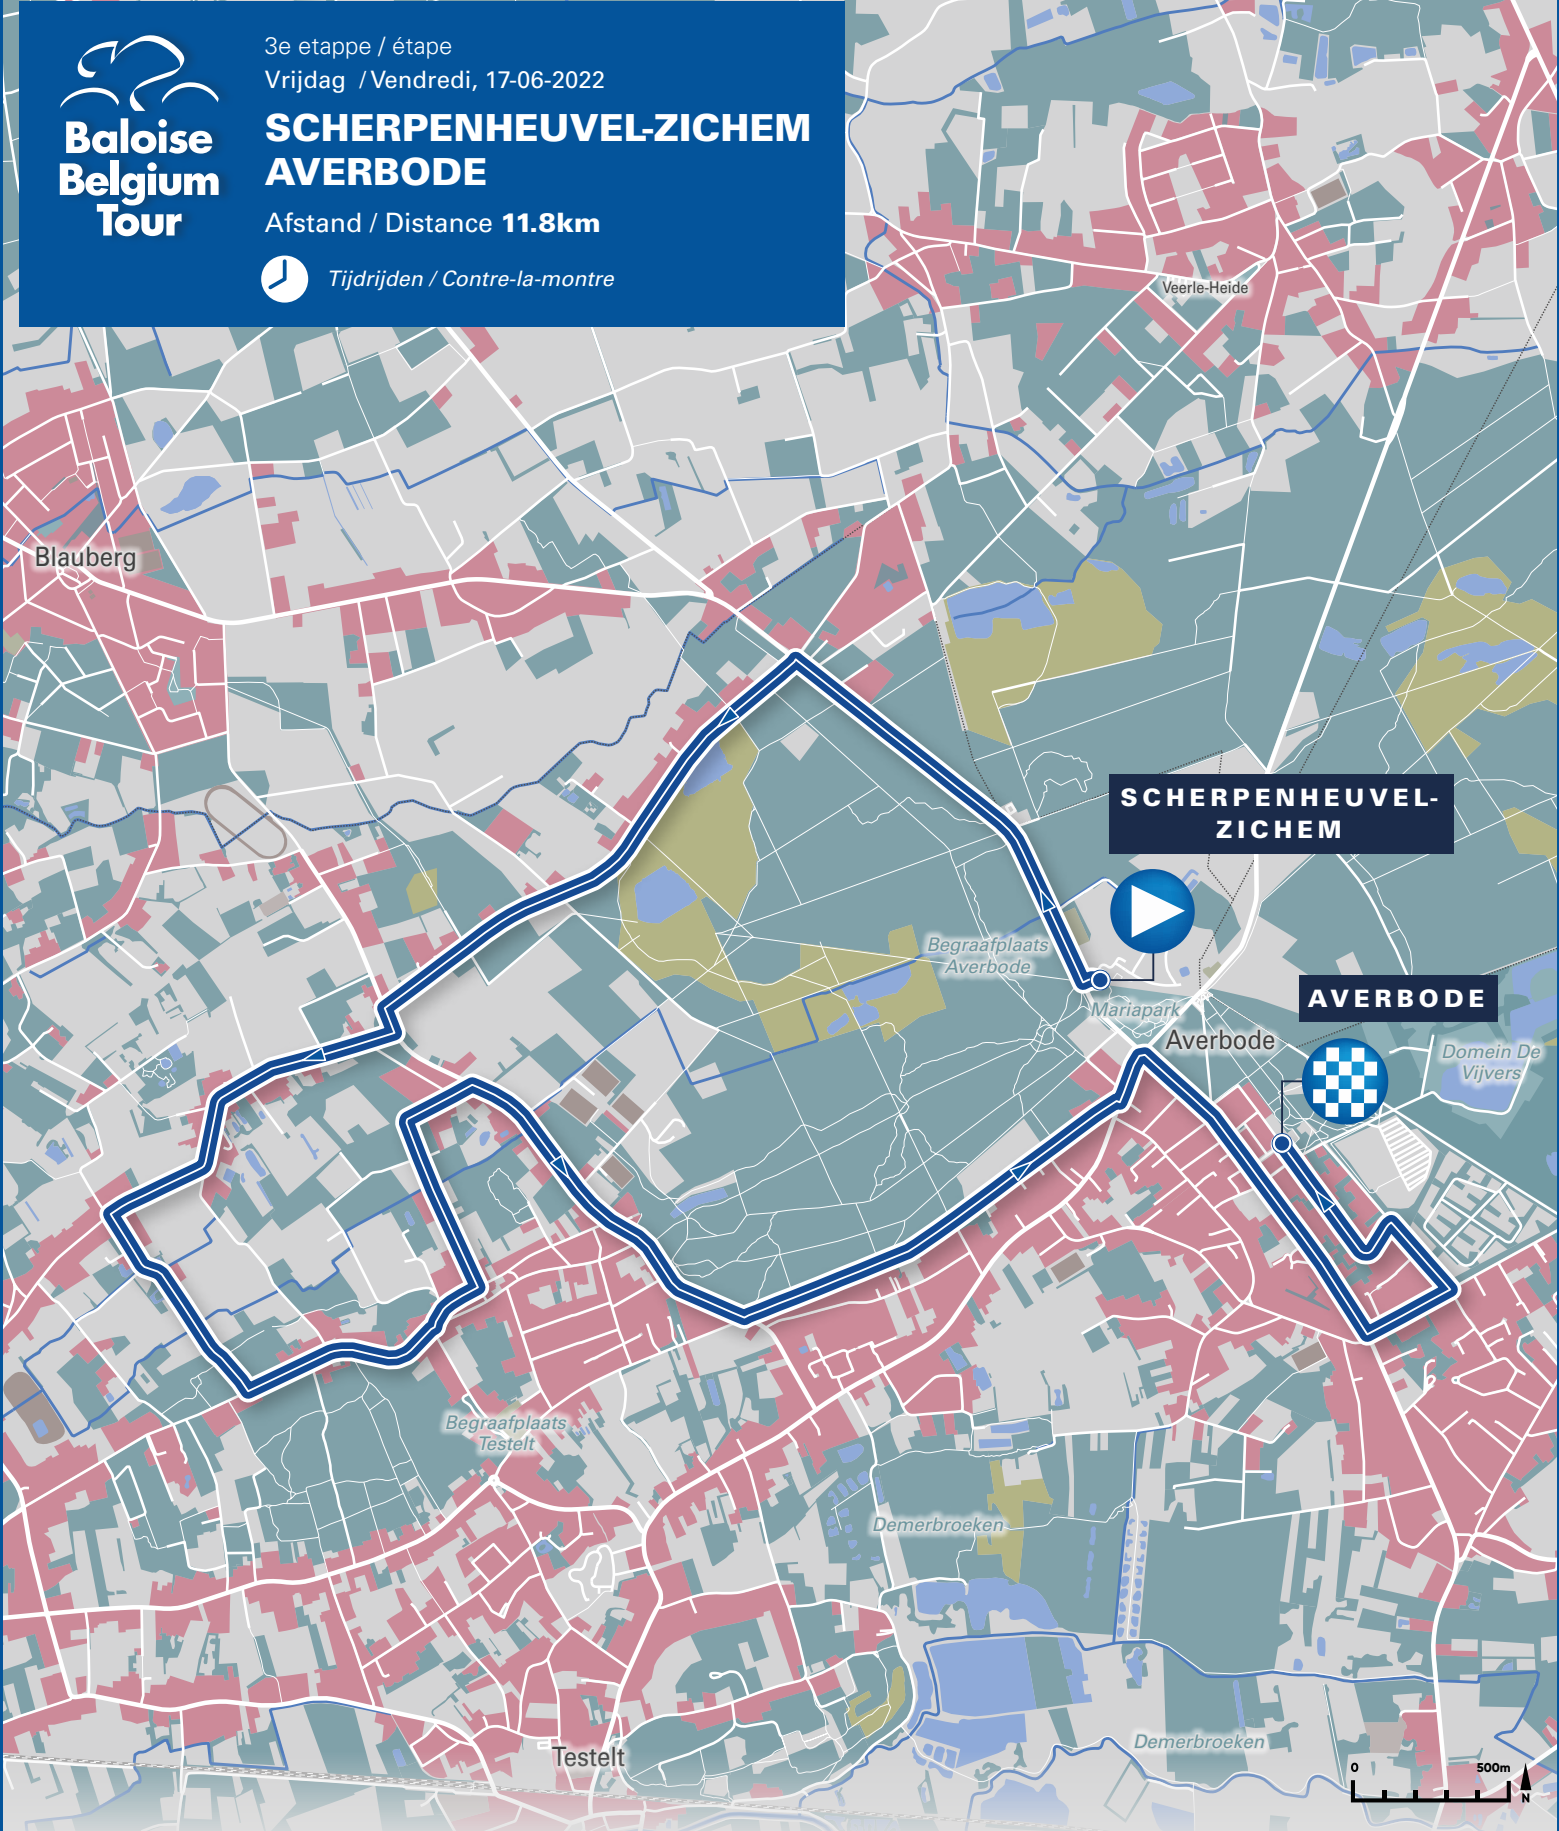 3e etappe / étape
Vrijdag / Vendredi, 17-06-2022
SCHERPENHEUVEL-ZICHEM
AVERBODE
Afstand / Distance 11.8km
Tijdrijden / Contre-la-montre
Baloise
Belgium
Tour
Veerle-Heide
Blauberg
SCHERPENHEUVEL-
ZICHEM
Begraafplaats
Averbode
Mariapark
AVERBODE
Averbode
Domein De
Vijvers
Begraafplaats
Testelt
Demerbroeken
Demerbroeken
Testelt
0 500m
N